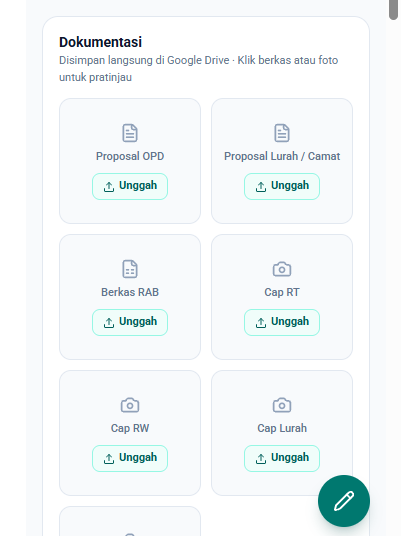 Dokumentasi
Disimpan langsung di Google Drive · Klik berkas atau foto
untuk pratinjau
Proposal OPD
Unggah
Proposal Lurah / Camat
Unggah
Berkas RAB
Unggah
Cap RT
Unggah
Cap RW
Unggah
Cap Lurah
Unggah